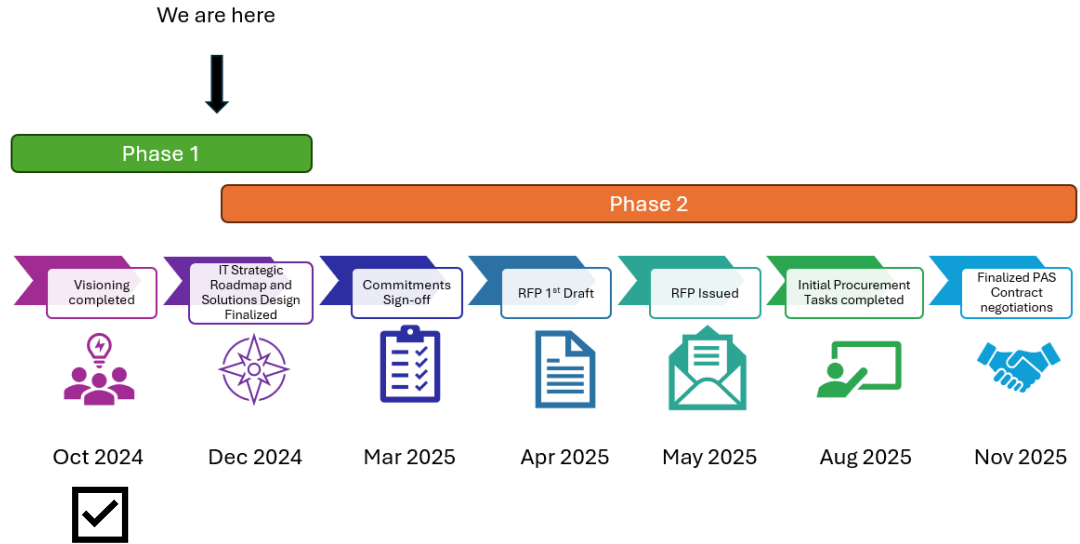 We are here
Phase 1
Phase 2
Visioning
completed
IT Strategic
Roadmap and
Solutions Design
Finalized
Commitments
Sign-off
RFP 1st Draft
RFP Issued
Initial Procurement
Tasks completed
Finalized PAS
Contract
negotiations
Oct 2024
Dec 2024
Mar 2025
Apr 2025
May 2025
Aug 2025
Nov 2025